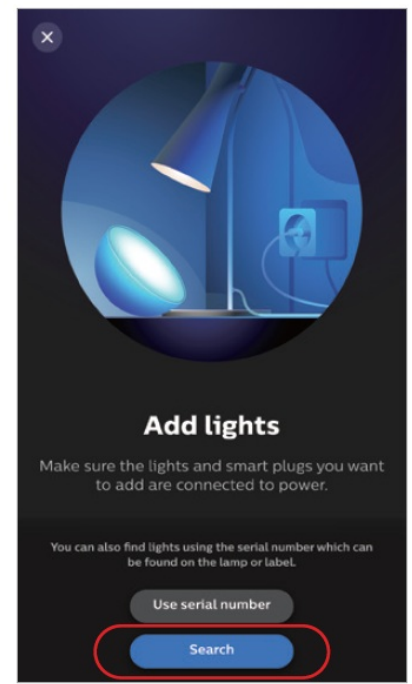 Add lights
Make sure the lights and smart plugs you want
to add are connected to power.
You can also find lights using the serial number which can
be found on the lamp or label.
Use serial number
Search